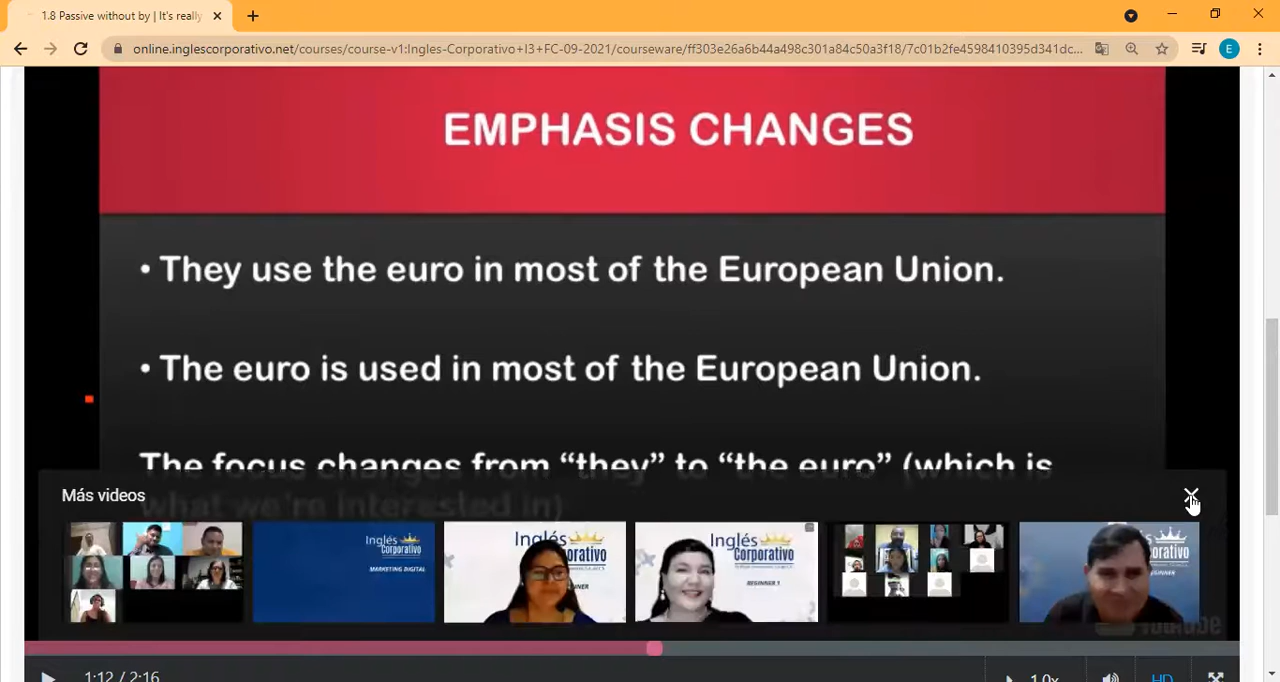 1.8 Passive without by | It's really
online.inglescorporativo.net/courses/course-v1:Ingles-Corporativo+I3+FC-09-2021/courseware/ff303e26a6b44a498c301a84c50a3f18/7c01b2fe4598410395d341dc...
E
EMPHASIS CHANGES
• They use the euro in most of the European Union.
• The euro is used in most of the European Union.
The focus changes from “they” to “the euro” (which is
what we're interested in)
Más videos
Inglés
Corporativo
MARKETING DIGITAL
Inglés
Corporativo
Inglés
Corporativo
BEGINNER 1
YouTube
1:12 / 2:16
1.0x
HD